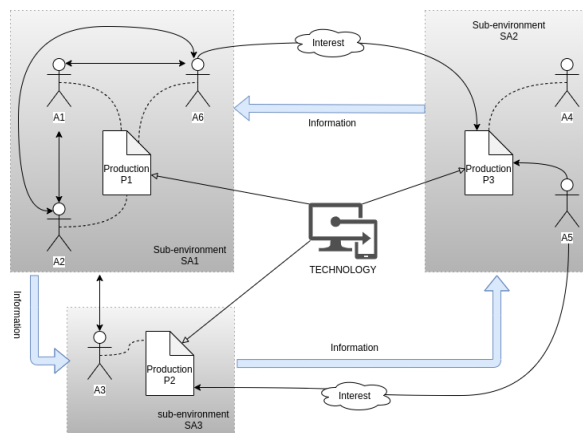 Sub-environment
SA2
Interest
A1
A6
A4
Information
Production
P1
Production
P3
A2
Sub-environment
SA1
TECHNOLOGY
A5
Information
Information
A3
Production
P2
Interest
sub-environment
SA3